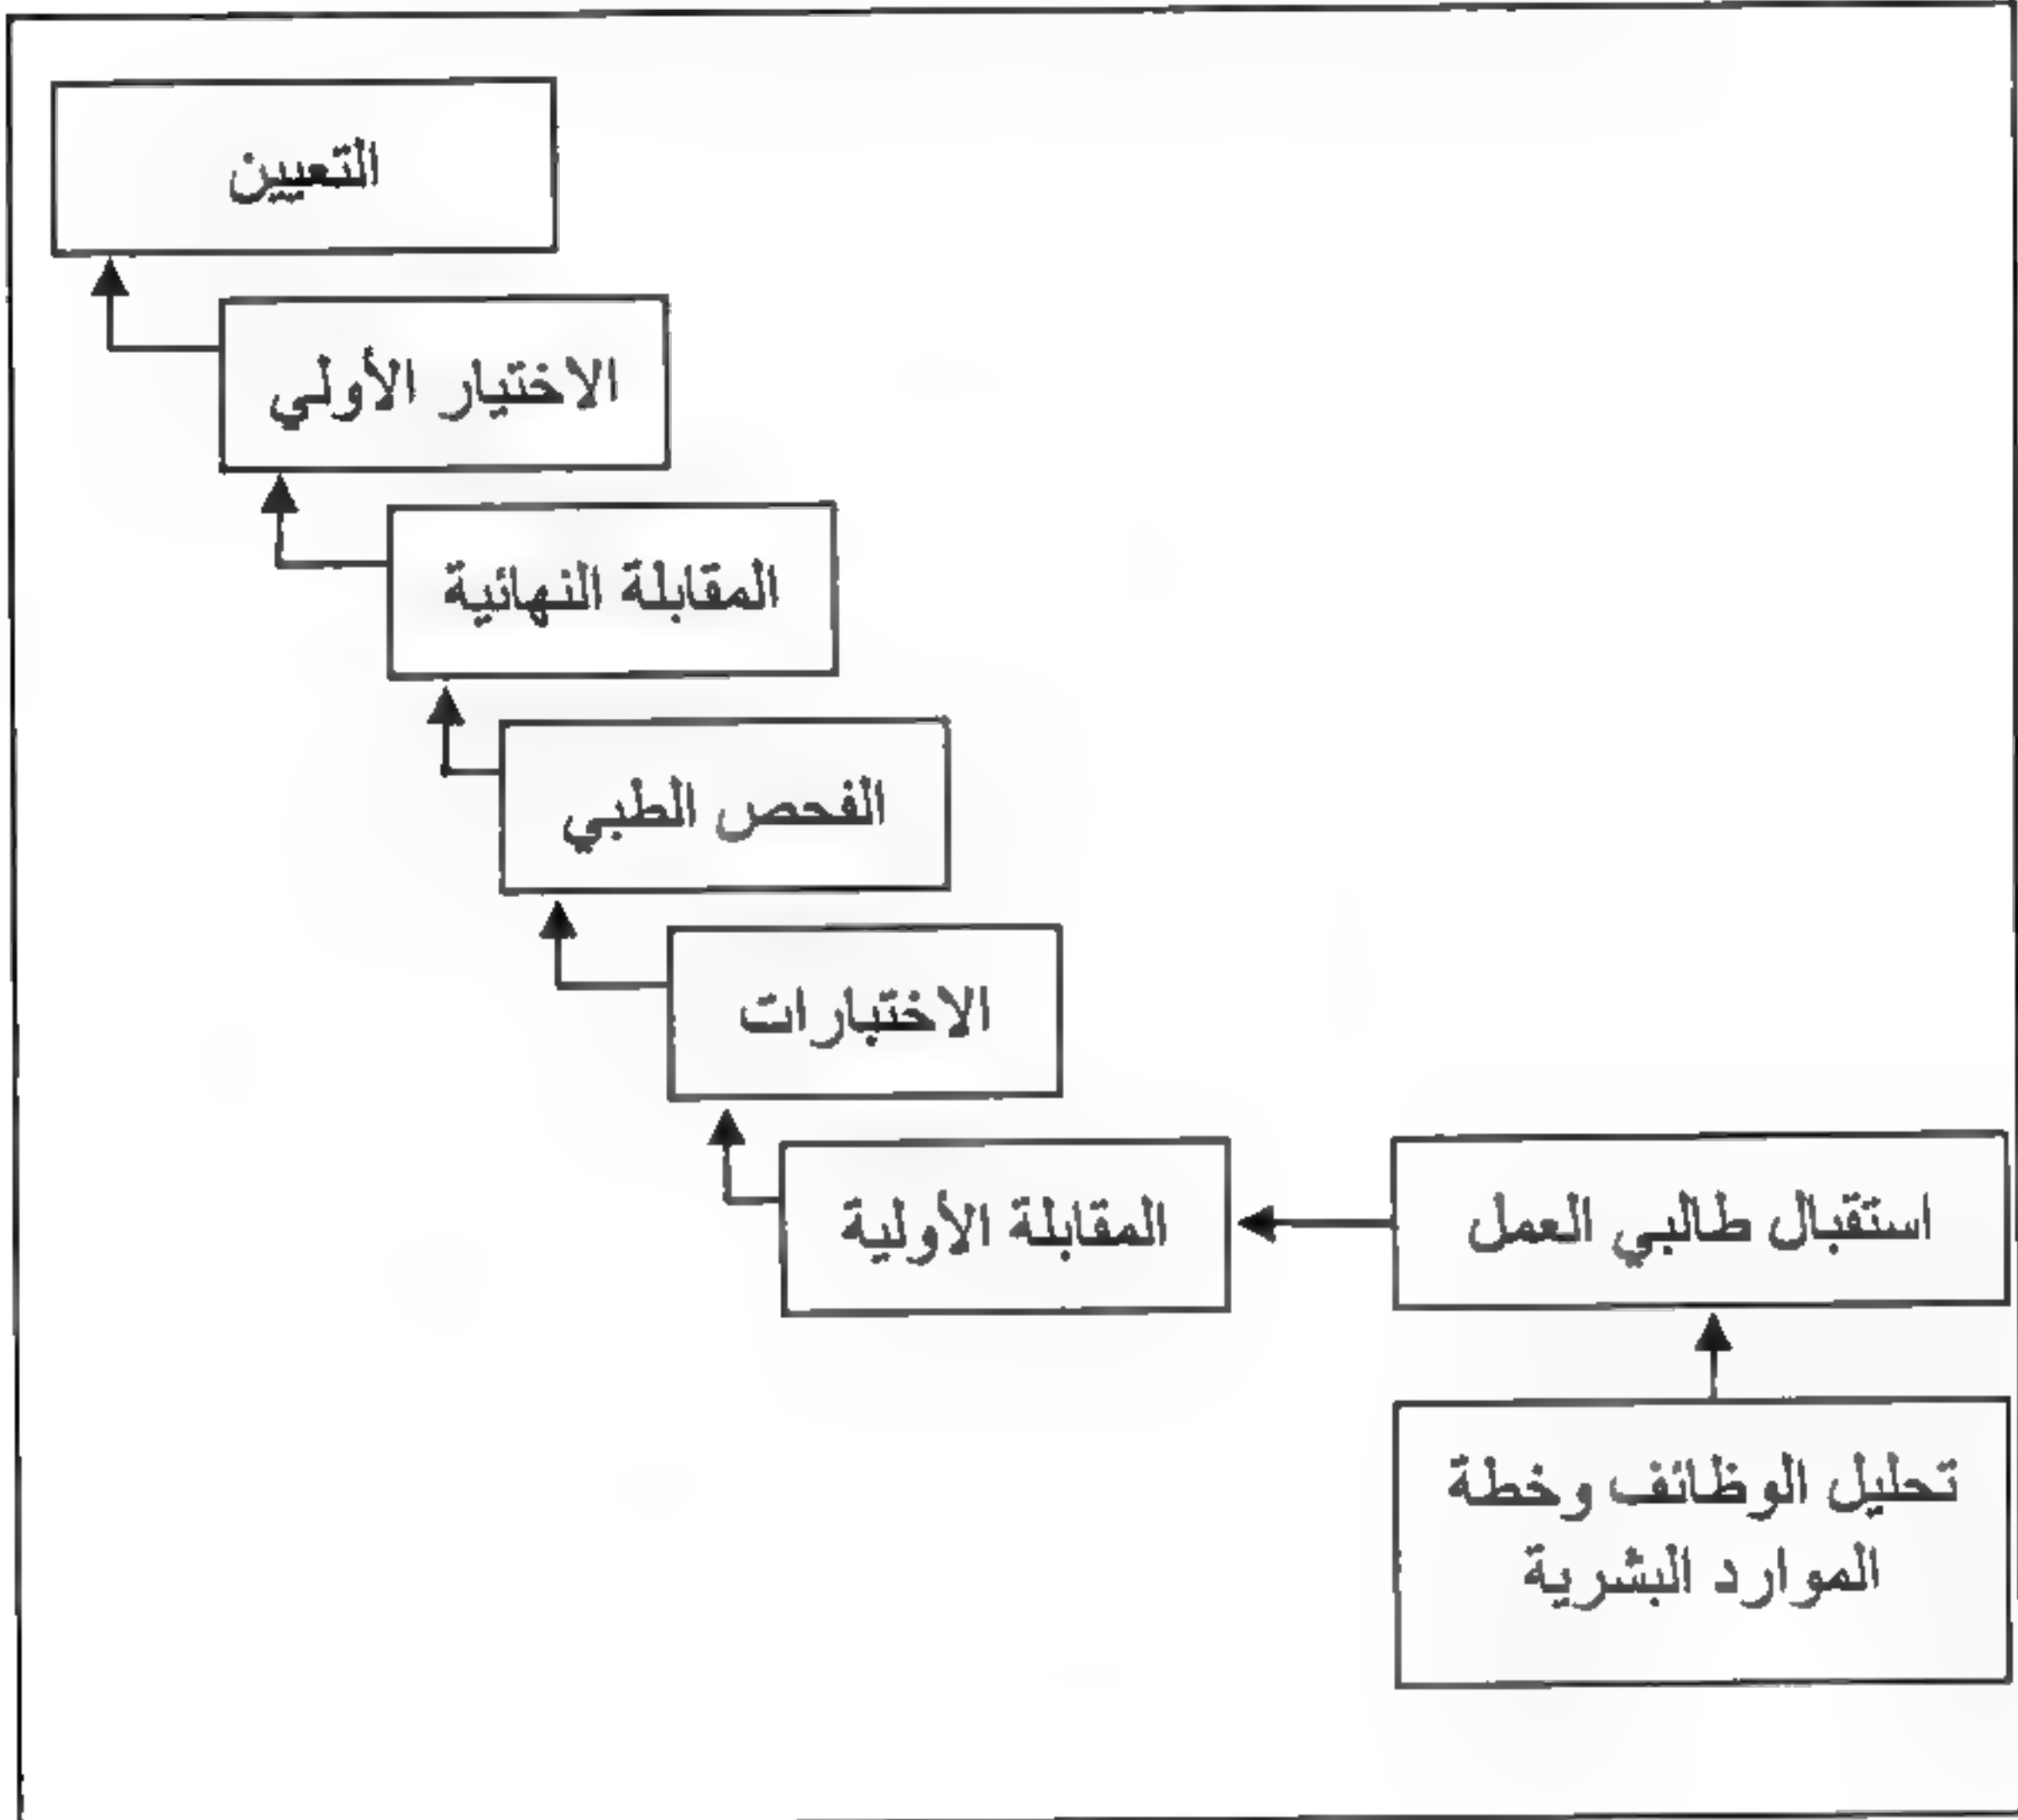 التعيين
الاختيار الأولي
المقابلة النهائية
الفحص الطبي
الاختبارات
المقابلة الأولية
استقبال طالبي العمل
تحليل الوظائف وخطة
الموارد البشرية